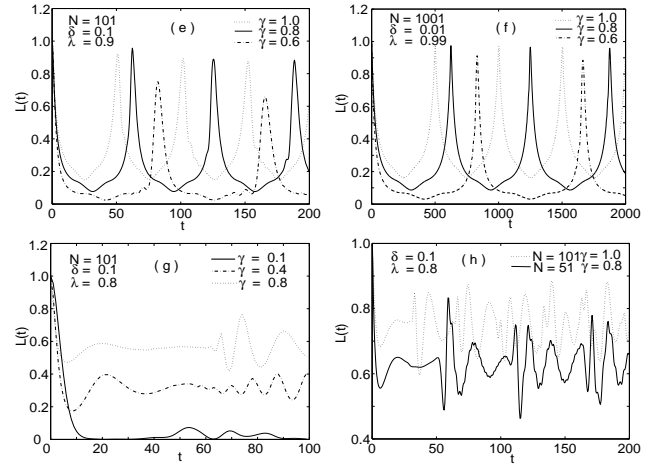 1.2
1
0.8
0.6
0.4
0.2
0
L(t)
N = 101
δ = 0.1
λ = 0.9
( e )
γ = 1.0
γ = 0.8
γ = 0.6
0 50 100 150 200
t
1.2
1
0.8
0.6
0.4
0.2
0
L(t)
N = 1001
δ = 0.01
λ = 0.99
( f )
γ = 1.0
γ = 0.8
γ = 0.6
0 500 1000 1500 2000
t
1.2
1.0
0.8
0.6
0.4
0.2
0
L(t)
N = 101
δ = 0.1
λ = 0.8
( g )
γ = 0.1
γ = 0.4
γ = 0.8
0 20 40 60 80 100
t
1
0.8
0.6
0.4
L(t)
δ = 0.1
λ = 0.8
( h )
N = 101γ = 1.0
N = 51 γ = 0.8
0 50 100 150 200
t